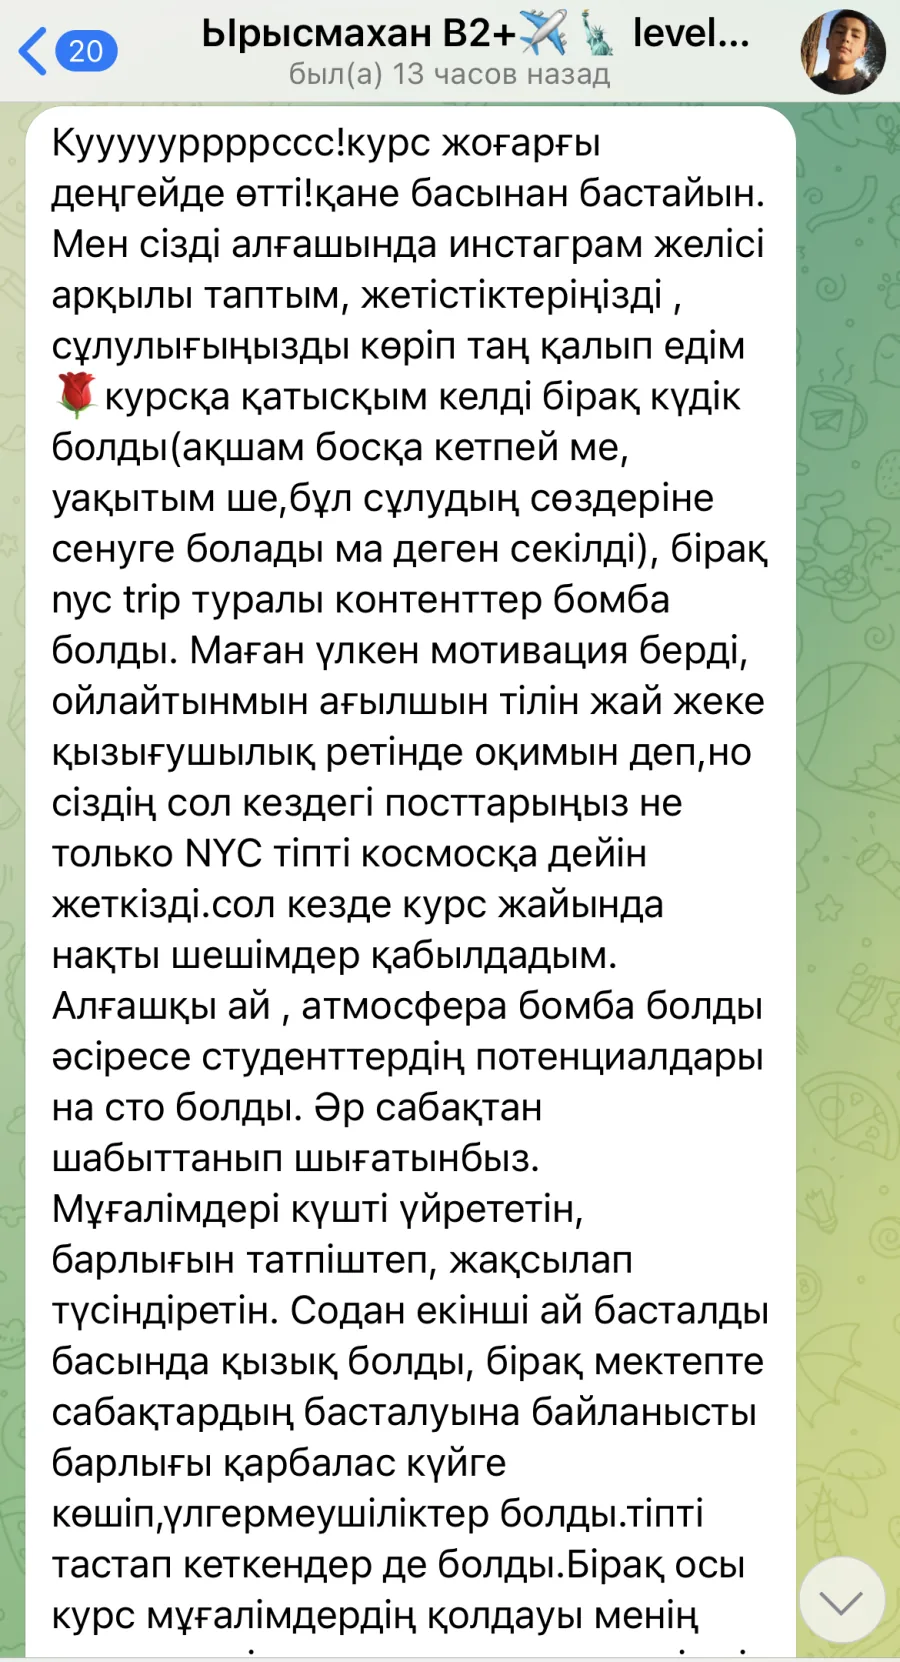 20
Ырысмахан B2+✈️🗽 level...
был(а) 13 часов назад
Кууууурррpссс!курс жоғарғы
деңгейде өтті!қане басынан бастайын.
Мен сізді алғашында инстаграм желісі
арқылы таптым, жетістіктеріңізді ,
сұлулығыңызды көріп таң қалып едім
🌹курсқа қатысқым келді бірақ күдік
болды(ақшам босқа кетпей ме,
уақытым ше,бұл сұлудың сөздеріне
сенуге болады ма деген секілді), бірақ
nyc trip туралы контенттер бомба
болды. Маған үлкен мотивация берді,
ойлайтынмын ағылшын тілін жай жеке
қызығушылық ретінде оқимын деп,но
сіздің сол кездегі посттарыңыз не
только NYC тіпті космосқа дейін
жеткізді.сол кезде курс жайында
нақты шешімдер қабылдадым.
Алғашқы ай , атмосфера бомба болды
әсіресе студенттердің потенциалдары
на сто болды. Әр сабақтан
шабыттанып шығатынбыз.
Мұғалімдері күшті үйрететін,
барлығын татпіштеп, жақсылап
түсіндіретін. Содан екінші ай басталды
басында қызық болды, бірақ мектепте
сабақтардың басталуына байланысты
барлығы қарбалас күйге
көшіп,үлгермеушіліктер болды.тіпті
тастап кеткендер де болды.Бірақ осы
курс мұғалімдердің қолдауы менің